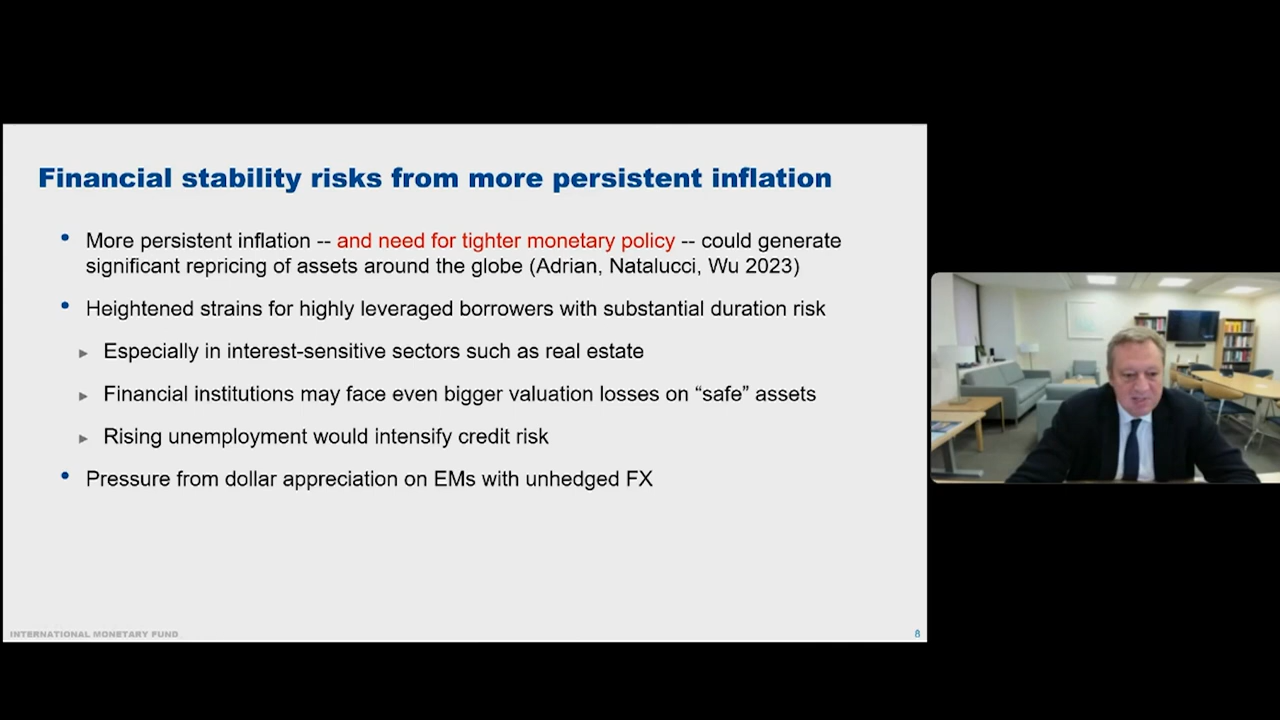 Financial stability risks from more persistent inflation
• More persistent inflation -- and need for tighter monetary policy -- could generate
significant repricing of assets around the globe (Adrian, Natalucci, Wu 2023)
• Heightened strains for highly leveraged borrowers with substantial duration risk
▸ Especially in interest-sensitive sectors such as real estate
▸ Financial institutions may face even bigger valuation losses on “safe” assets
▸ Rising unemployment would intensify credit risk
• Pressure from dollar appreciation on EMs with unhedged FX
INTERNATIONAL MONETARY FUND
8